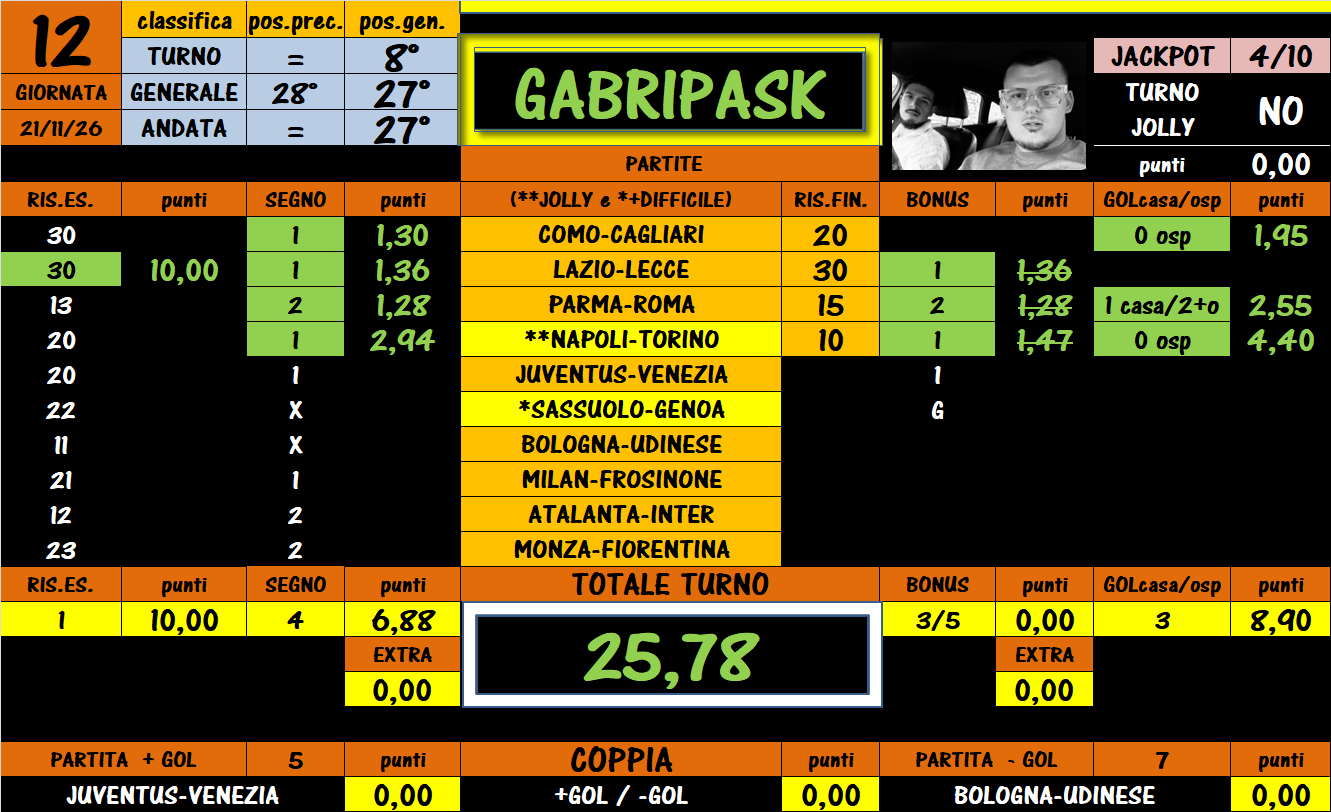 12 classifica pos.prec. pos.gen.
TURNO = 8° GABRIPASK JACKPOT 4/10
GIORNATA GENERALE 28° 27° TURNO JOLLY NO
21/11/26 ANDATA = 27°
PARTITE punti 0,00
RIS.ES. punti SEGNO punti (**JOLLY e *+DIFFICILE) RIS.FIN. BONUS punti GOLcasa/osp punti
30 1 1,30 COMO-CAGLIARI 20 0 osp 1,95
30 10,00 1 1,36 LAZIO-LECCE 30 1 1,36
13 2 1,28 PARMA-ROMA 15 2 1,28 1 casa/2+o 2,55
20 1 2,94 **NAPOLI-TORINO 10 1 1,47 0 osp 4,40
20 1 JUVENTUS-VENEZIA 1
22 X *SASSUOLO-GENOA G
11 X BOLOGNA-UDINESE
21 1 MILAN-FROSINONE
12 2 ATALANTA-INTER
23 2 MONZA-FIORENTINA
RIS.ES. punti SEGNO punti TOTALE TURNO BONUS punti GOLcasa/osp punti
1 10,00 4 6,88 25,78 3/5 0,00 3 8,90
EXTRA EXTRA
0,00 0,00
PARTITA + GOL 5 punti COPPIA punti PARTITA - GOL 7 punti
JUVENTUS-VENEZIA 0,00 +GOL / -GOL 0,00 BOLOGNA-UDINESE 0,00